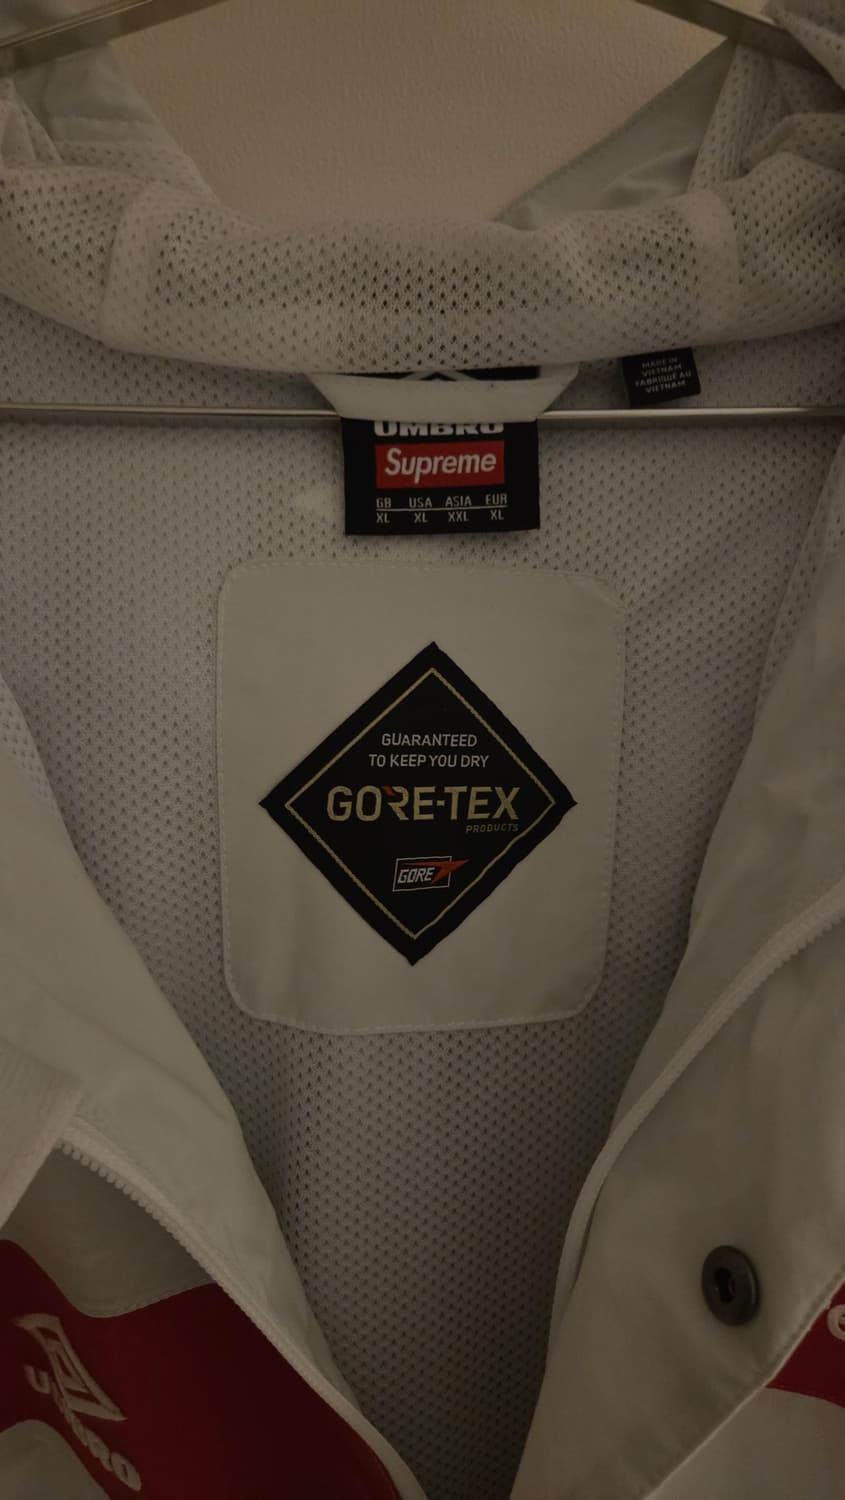 MADE IN
VIETNAM
FABRIQUÉ AU
VIETNAM
UMBRO
Supreme
GB USA ASIA EUR
XL XL XXL XL
GUARANTEED
TO KEEP YOU DRY
GORE-TEX
PRODUCTS
GORE
UMBRO
e